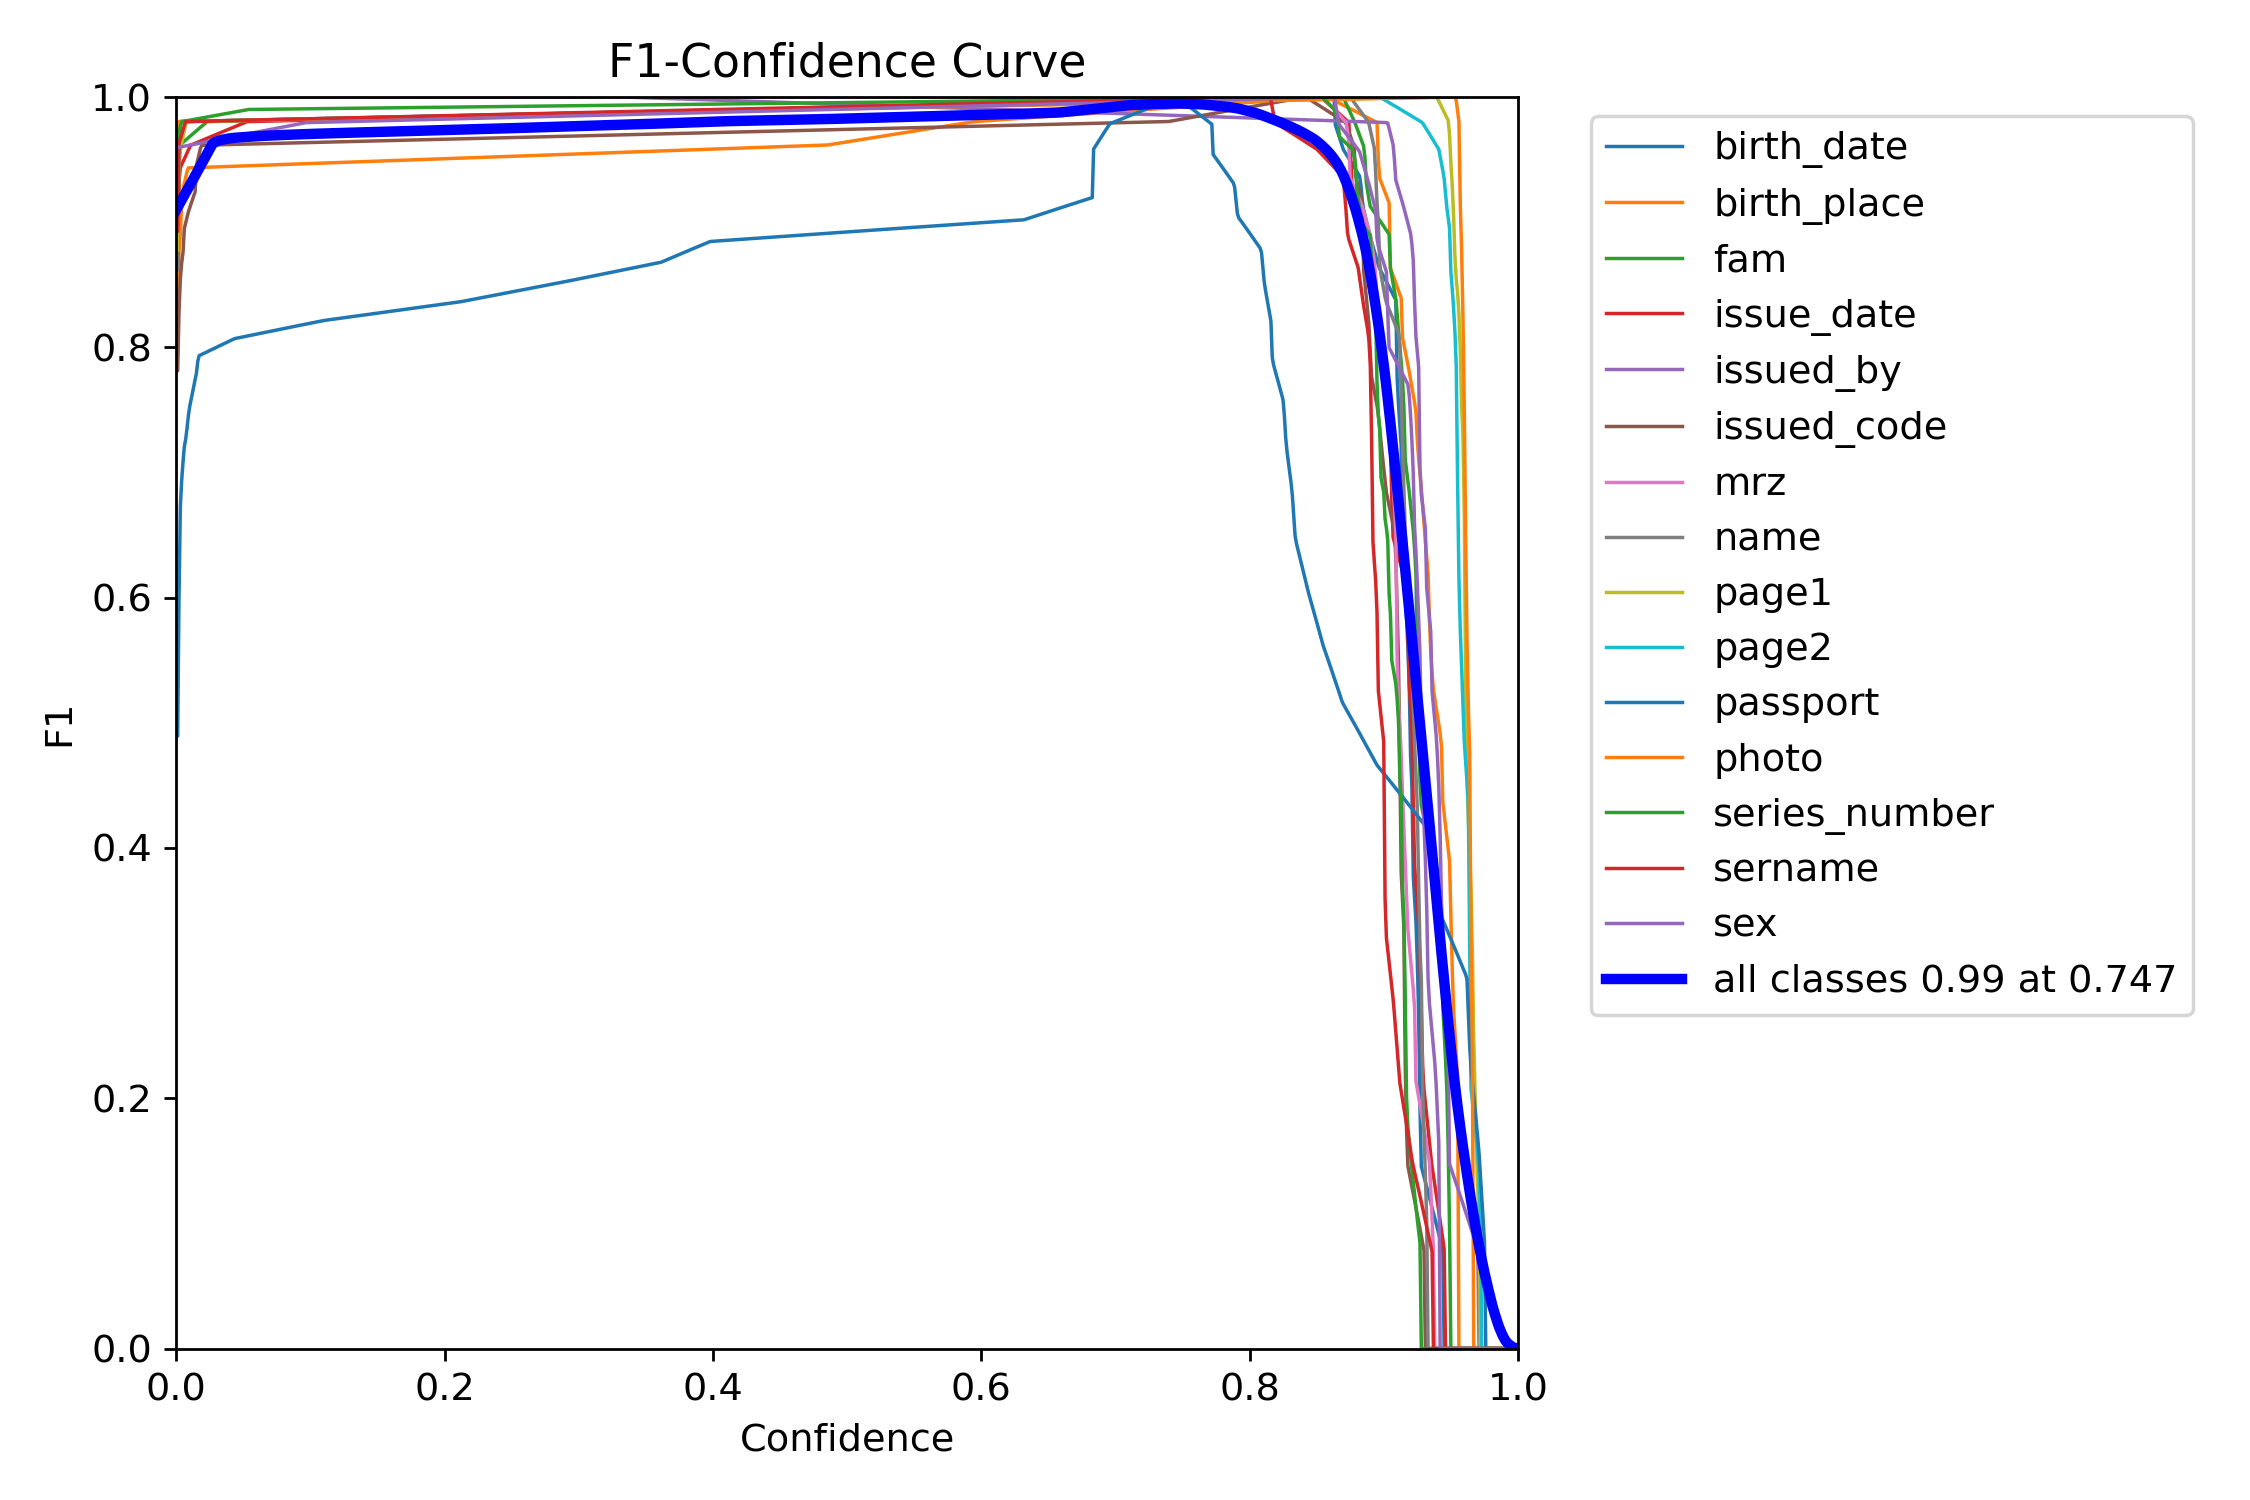 F1-Confidence Curve
1.0
0.8
0.6
0.4
0.2
0.0
F1
0.0 0.2 0.4 0.6 0.8 1.0
Confidence
birth_date
birth_place
fam
issue_date
issued_by
issued_code
mrz
name
page1
page2
passport
photo
series_number
sername
sex
all classes 0.99 at 0.747